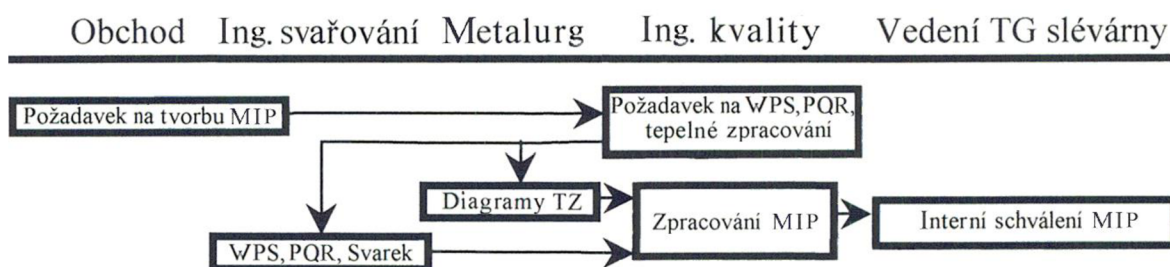 Obchod Ing. svařování Metalurg Ing. kvality Vedení TG slévárny
Požadavek na tvorbu MIP
Požadavek na WPS, PQR,
tepelné zpracování
Diagramy TZ
Zpracování MIP
Interní schválení MIP
WPS, PQR, Svarek